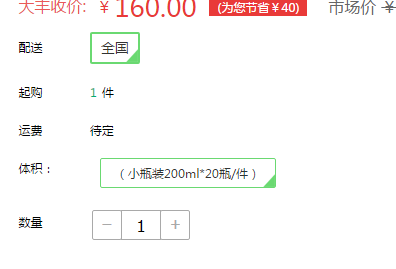 大丰收价: ￥160.00 (为您节省￥40) 市场价 ￥
配送 全国
起购 1 件
运费 待定
体积： （小瓶装200ml*20瓶/件）
数量 － 1 ＋